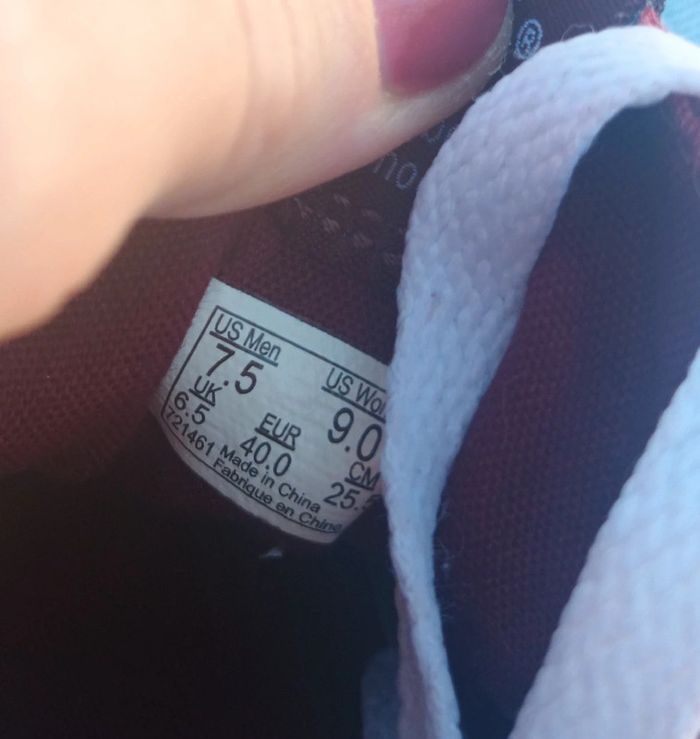 ®
US Men
7.5
US Wo
9.0
UK
6.5
EUR
40.0
CM
25.
721461
Made in China
Fabrique en Chine